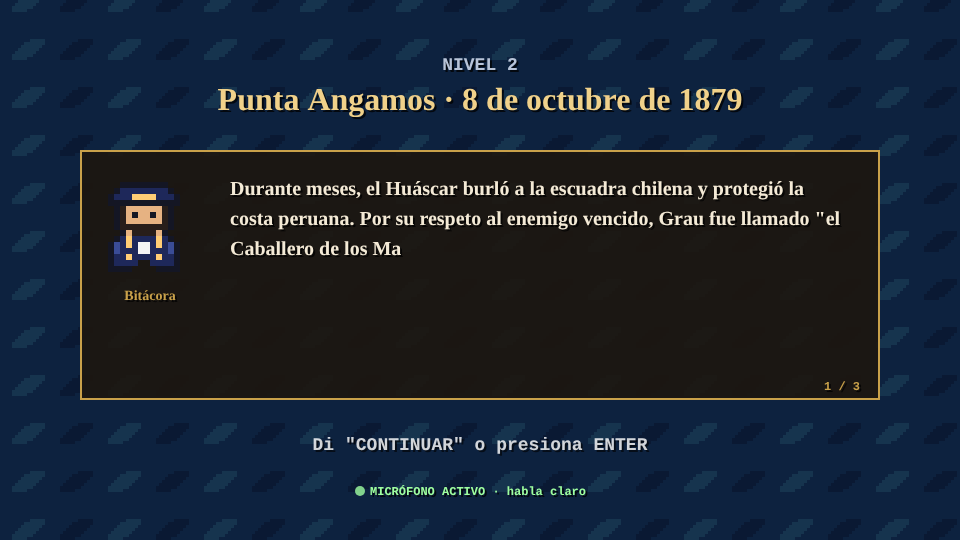 NIVEL 2
Punta Angamos · 8 de octubre de 1879
Durante meses, el Huáscar burló a la escuadra chilena y protegió la
costa peruana. Por su respeto al enemigo vencido, Grau fue llamado "el
Caballero de los Ma
Bitácora
1 / 3
Di "CONTINUAR" o presiona ENTER
MICRÓFONO ACTIVO · habla claro